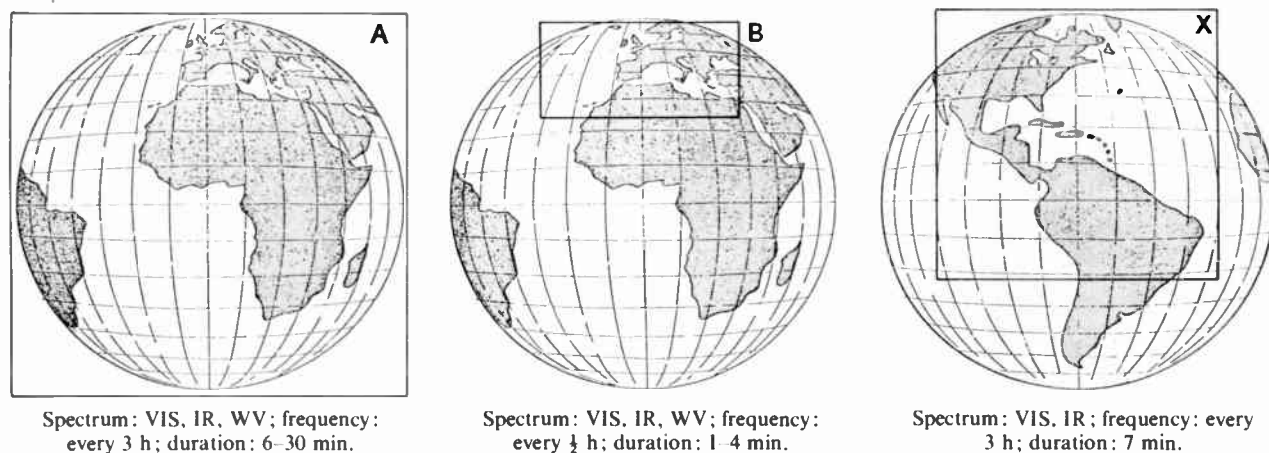 A
B
X
Spectrum: VIS, IR, WV; frequency:
every 3 h; duration: 6–30 min.
Spectrum: VIS, IR, WV; frequency:
every ½ h; duration: 1–4 min.
Spectrum: VIS, IR; frequency: every
3 h; duration: 7 min.